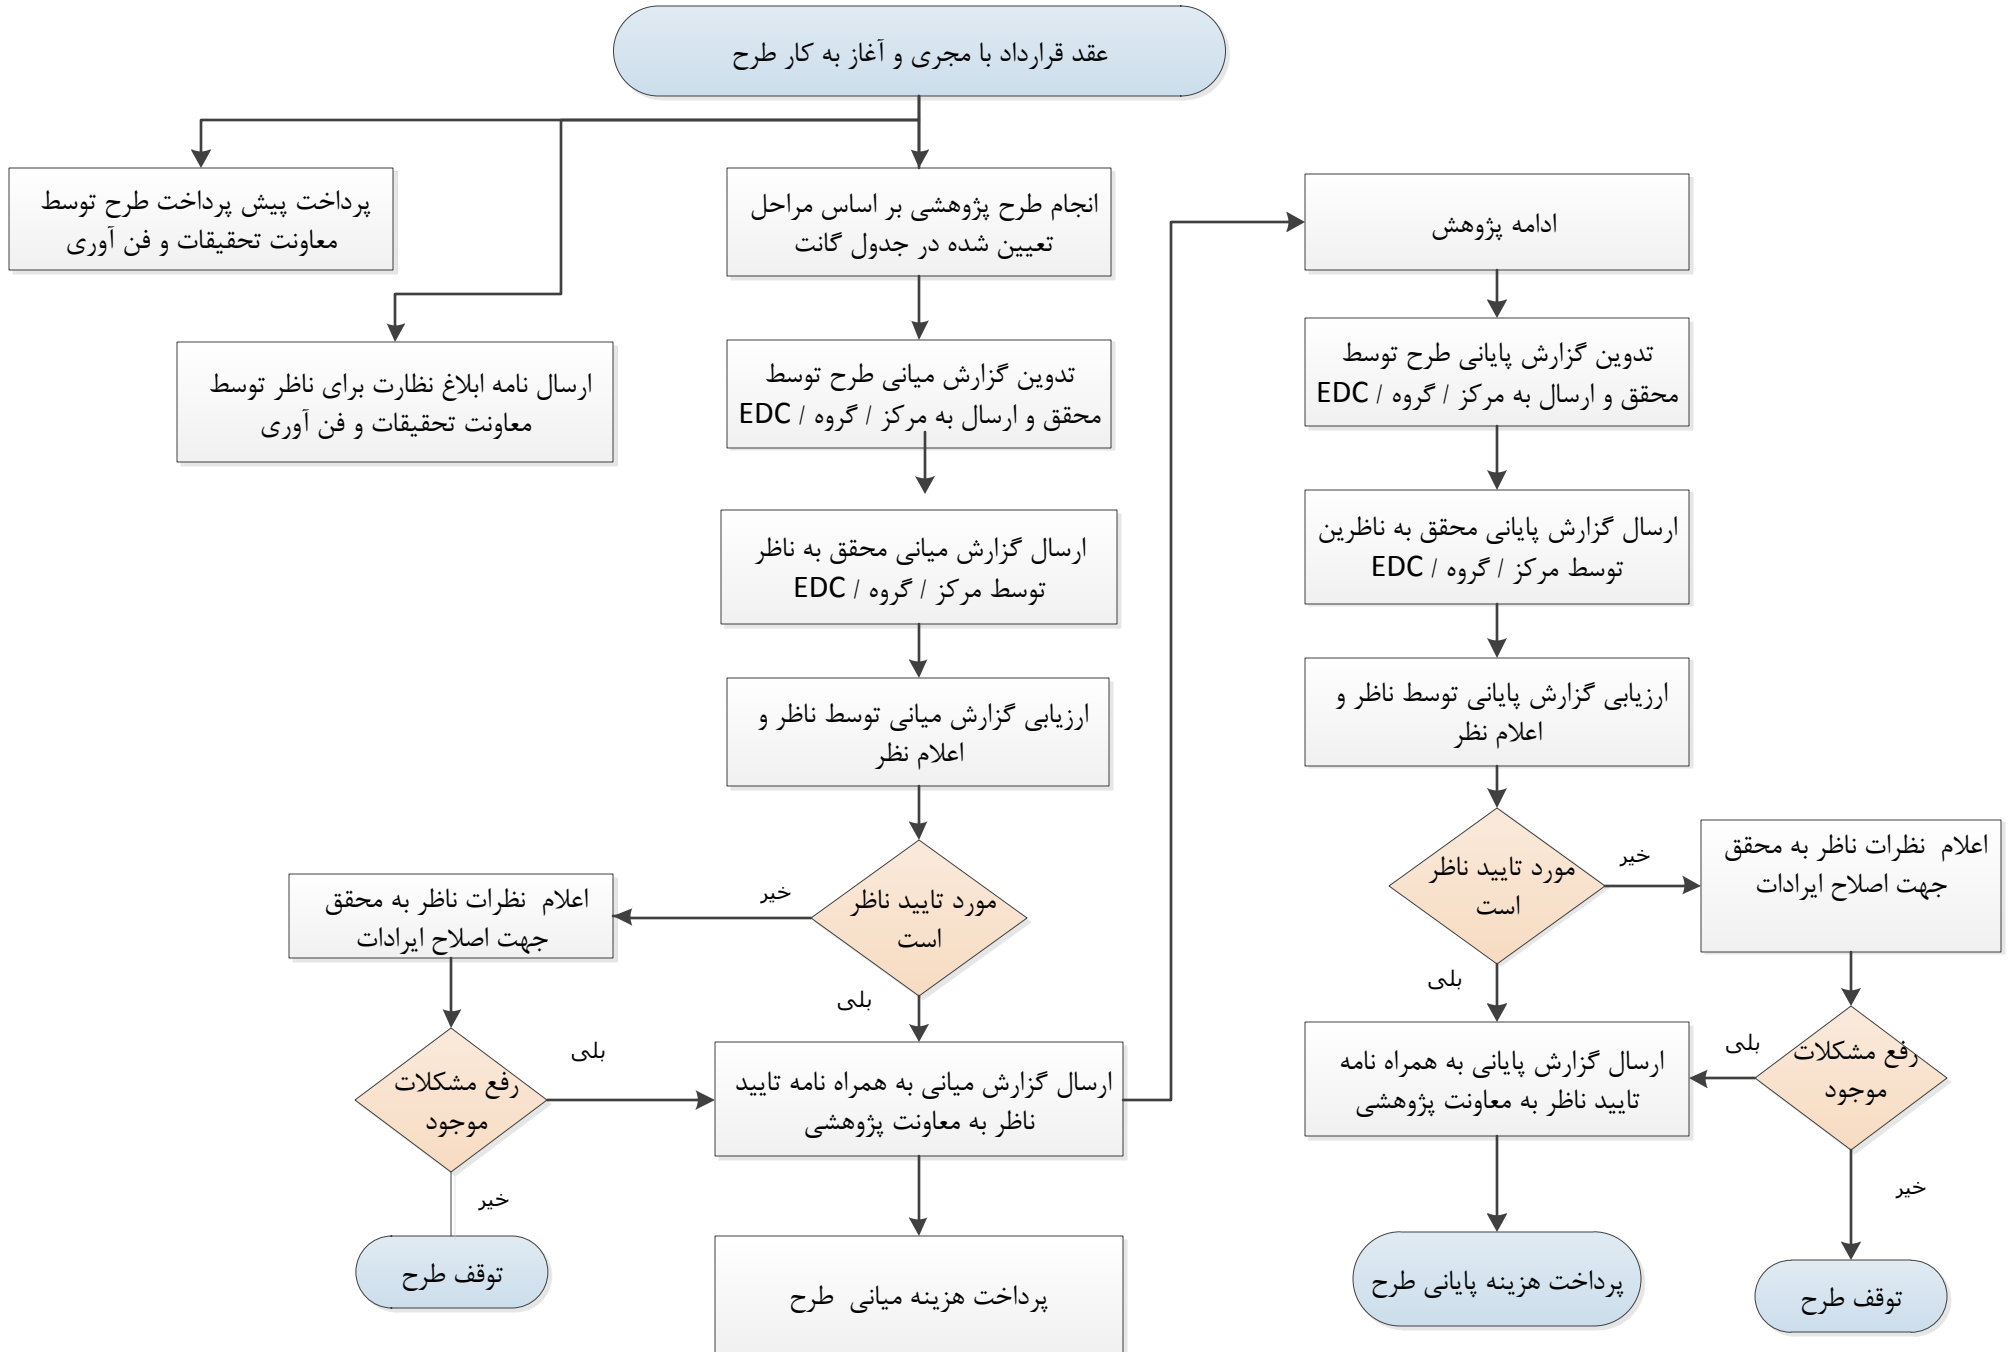 عقد قرارداد با مجری و آغاز به کار طرح
پرداخت پیش پرداخت طرح توسط
معاونت تحقیقات و فن آوری
ارسال نامه ابلاغ نظارت برای ناظر توسط
معاونت تحقیقات و فن آوری
انجام طرح پژوهشی بر اساس مراحل
تعیین شده در جدول گانت
تدوین گزارش میانی طرح توسط
محقق و ارسال به مرکز / گروه / EDC
ارسال گزارش میانی محقق به ناظر
توسط مرکز / گروه / EDC
ارزیابی گزارش میانی توسط ناظر و
اعلام نظر
مورد تایید ناظر
است
خیر
بلی
اعلام نظرات ناظر به محقق
جهت اصلاح ایرادات
رفع مشکلات
موجود
بلی
خیر
توقف طرح
ارسال گزارش میانی به همراه نامه تایید
ناظر به معاونت پژوهشی
پرداخت هزینه میانی طرح
ادامه پژوهش
تدوین گزارش پایانی طرح توسط
محقق و ارسال به مرکز / گروه / EDC
ارسال گزارش پایانی محقق به ناظرین
توسط مرکز / گروه / EDC
ارزیابی گزارش پایانی توسط ناظر و
اعلام نظر
مورد تایید ناظر
است
خیر
بلی
اعلام نظرات ناظر به محقق
جهت اصلاح ایرادات
رفع مشکلات
موجود
بلی
خیر
ارسال گزارش پایانی به همراه نامه
تایید ناظر به معاونت پژوهشی
پرداخت هزینه پایانی طرح
توقف طرح